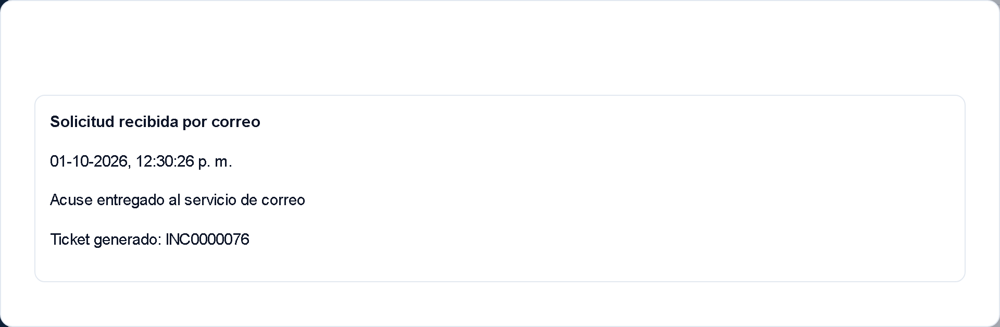 Solicitud recibida por correo
01-10-2026, 12:30:26 p. m.
Acuse entregado al servicio de correo
Ticket generado: INC0000076